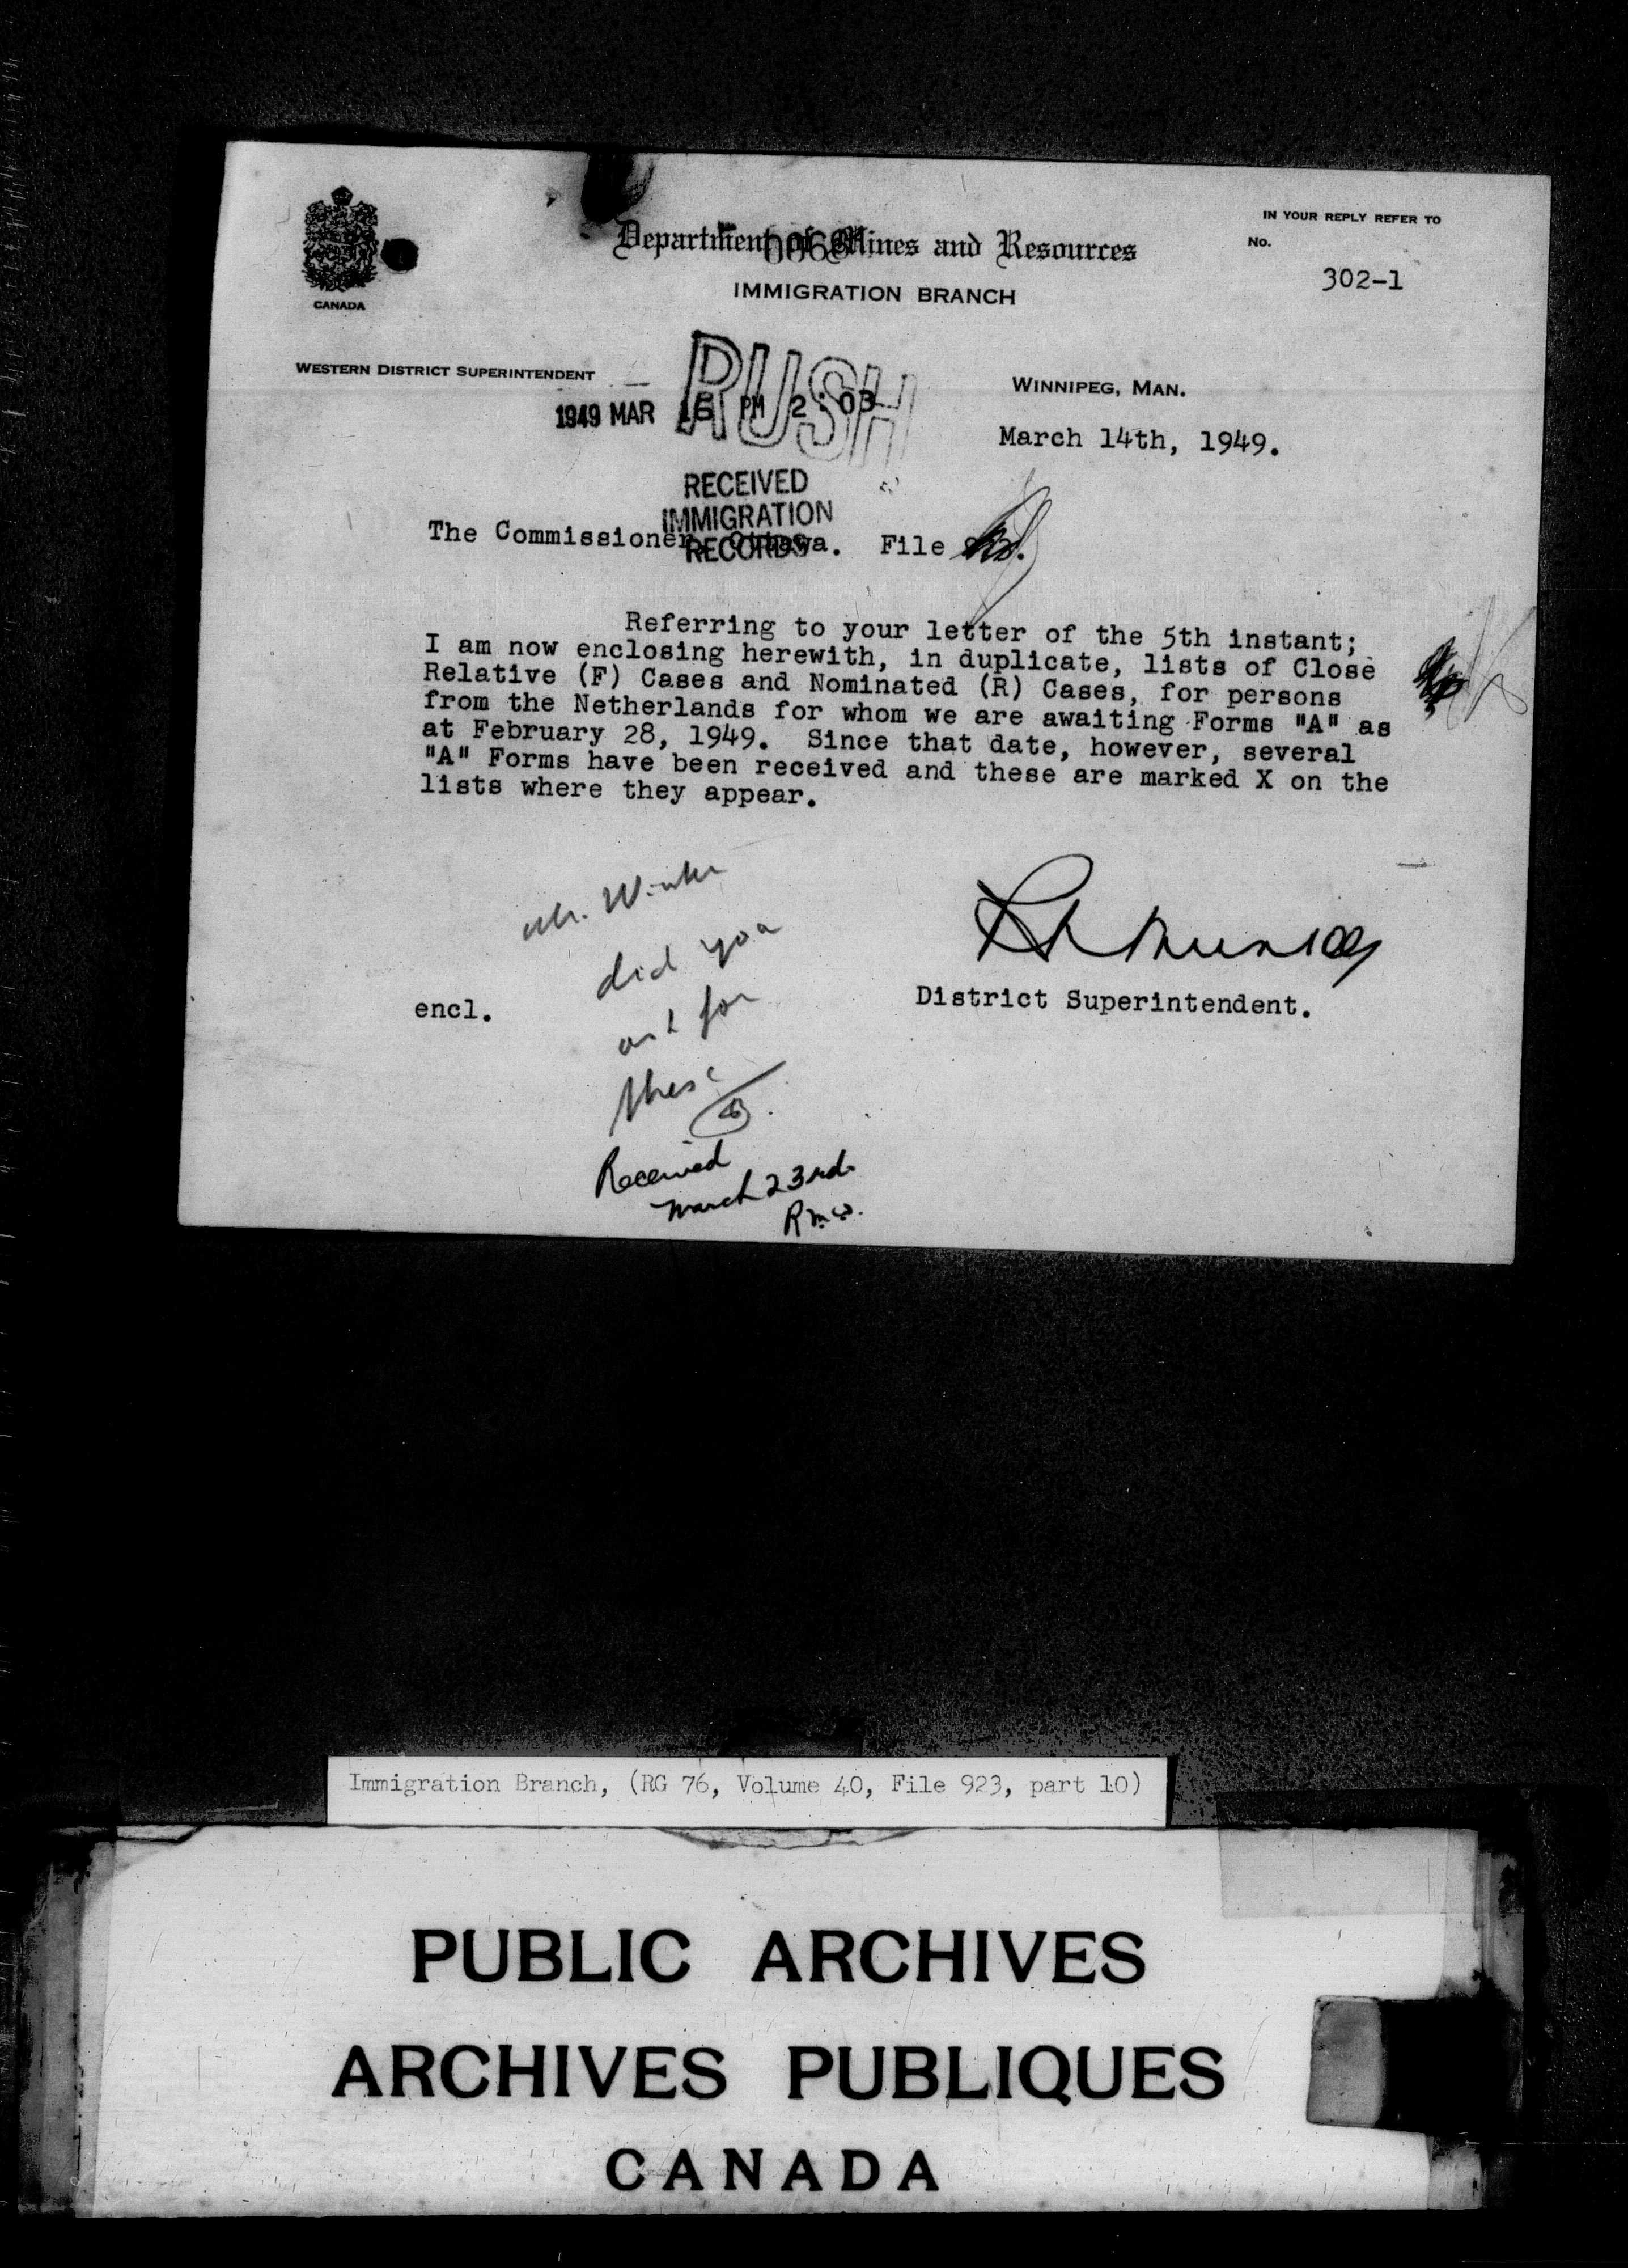 CANADA
Department of Mines and Resources
IMMIGRATION BRANCH
IN YOUR REPLY REFER TO
No.
302-1
WESTERN DISTRICT SUPERINTENDENT
RUSH
1949 MAR 16 PM 2:03
WINNIPEG, MAN.
March 14th, 1949.
RECEIVED
IMMIGRATION
RECORDS
The Commissioner, Ottawa. File
Referring to your letter of the 5th instant;
I am now enclosing herewith, in duplicate, lists of Close
Relative (F) Cases and Nominated (R) Cases, for persons
from the Netherlands for whom we are awaiting Forms "A" as
at February 28, 1949. Since that date, however, several
"A" Forms have been received and these are marked X on the
lists where they appear.
Mr. Winter
did you
ask for
these
District Superintendent.
encl.
Received
March 23rd.
R.M.W.
Immigration Branch, (RG 76, Volume 40, File 923, part 10)
PUBLIC ARCHIVES
ARCHIVES PUBLIQUES
CANADA